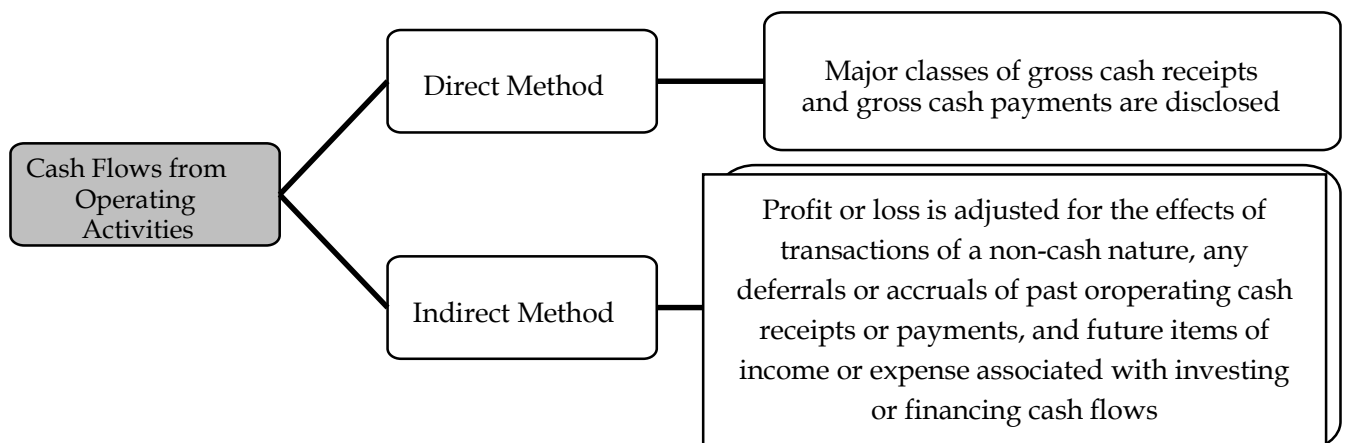 Cash Flows from
Operating
Activities
Direct Method
Major classes of gross cash receipts
and gross cash payments are disclosed
Indirect Method
Profit or loss is adjusted for the effects of
transactions of a non-cash nature, any
deferrals or accruals of past oroperating cash
receipts or payments, and future items of
income or expense associated with investing
or financing cash flows